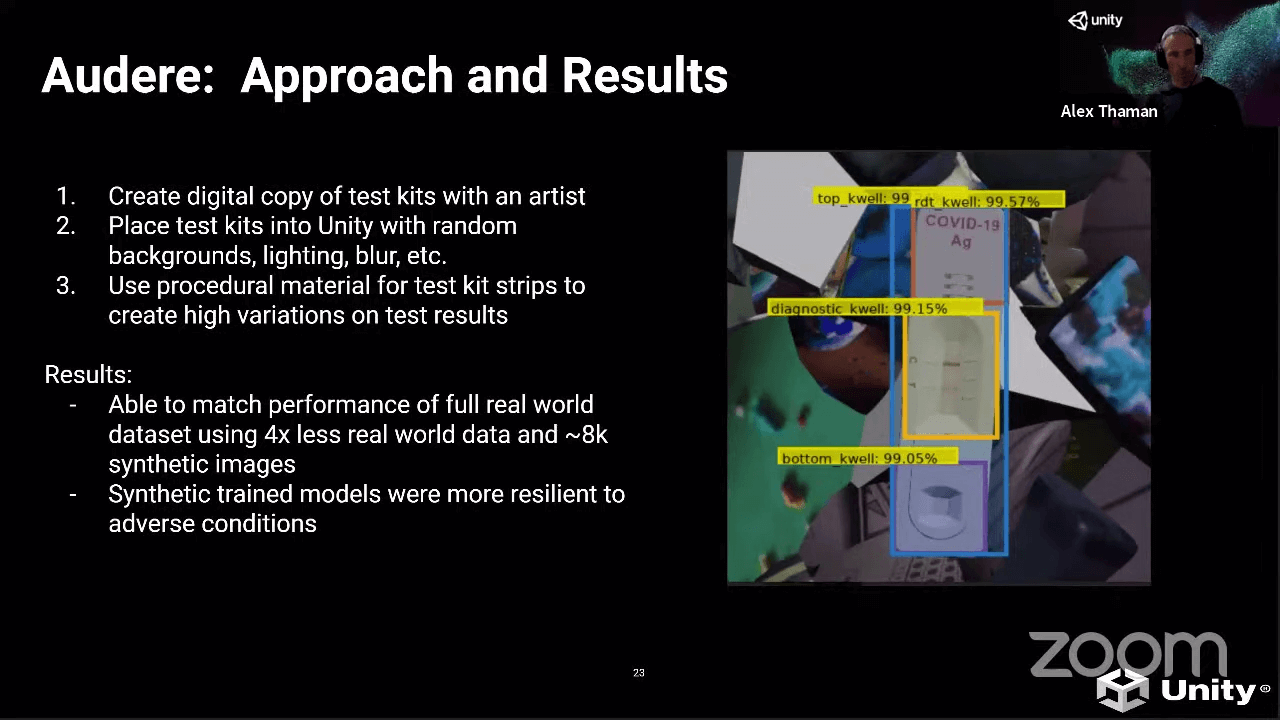 unity
Audere: Approach and Results
Alex Thaman
1. Create digital copy of test kits with an artist
2. Place test kits into Unity with random
backgrounds, lighting, blur, etc.
3. Use procedural material for test kit strips to
create high variations on test results
Results:
- Able to match performance of full real world
dataset using 4x less real world data and ~8k
synthetic images
- Synthetic trained models were more resilient to
adverse conditions
top_kwell: 99
rdt_kwell: 99.57%
COVID-19
Ag
diagnostic_kwell: 99.15%
bottom_kwell: 99.05%
23
zoom
Unity®